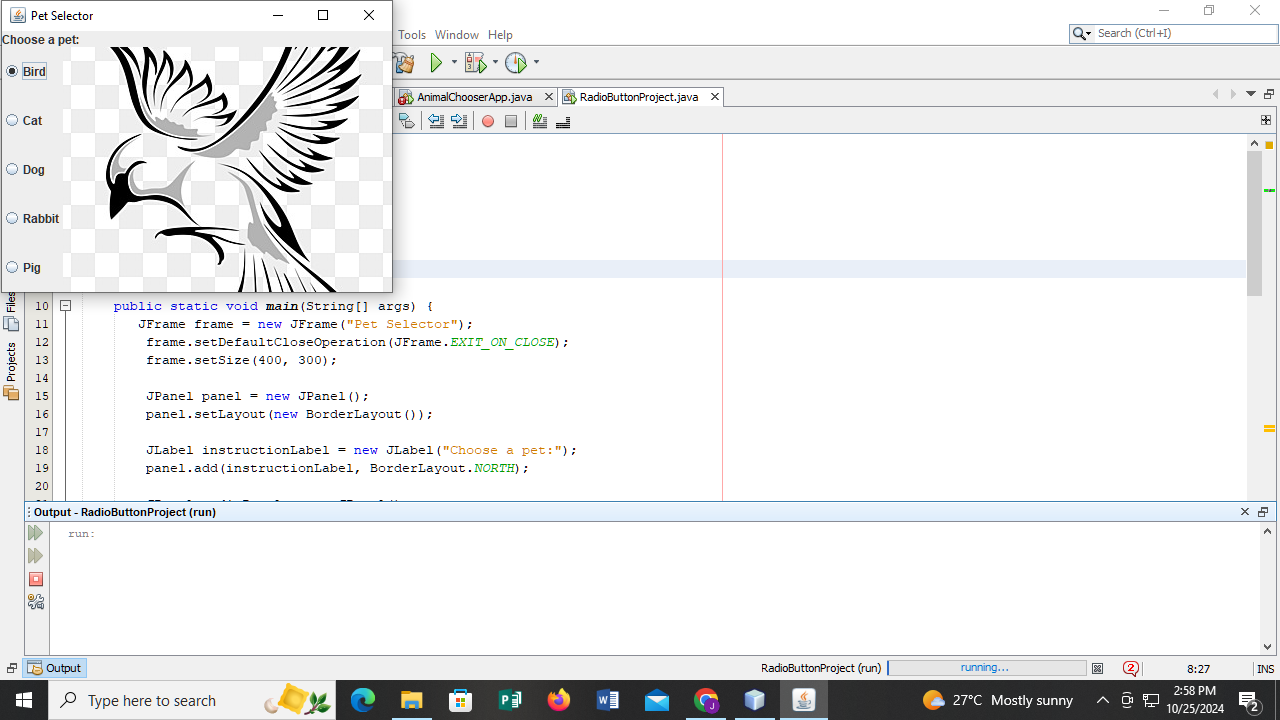 Pet Selector
Choose a pet:
Bird
Cat
Dog
Rabbit
Pig
Tools Window Help
Search (Ctrl+I)
AnimalChooserApp.java
RadioButtonProject.java
Files
Projects
10 public static void main(String[] args) {
11 JFrame frame = new JFrame("Pet Selector");
12 frame.setDefaultCloseOperation(JFrame.EXIT_ON_CLOSE);
13 frame.setSize(400, 300);
14
15 JPanel panel = new JPanel();
16 panel.setLayout(new BorderLayout());
17
18 JLabel instructionLabel = new JLabel("Choose a pet:");
19 panel.add(instructionLabel, BorderLayout.NORTH);
20
Output - RadioButtonProject (run)
run:
Output
RadioButtonProject (run)
running...
2
8:27
INS
Type here to search
27°C Mostly sunny
2:58 PM
10/25/2024
2